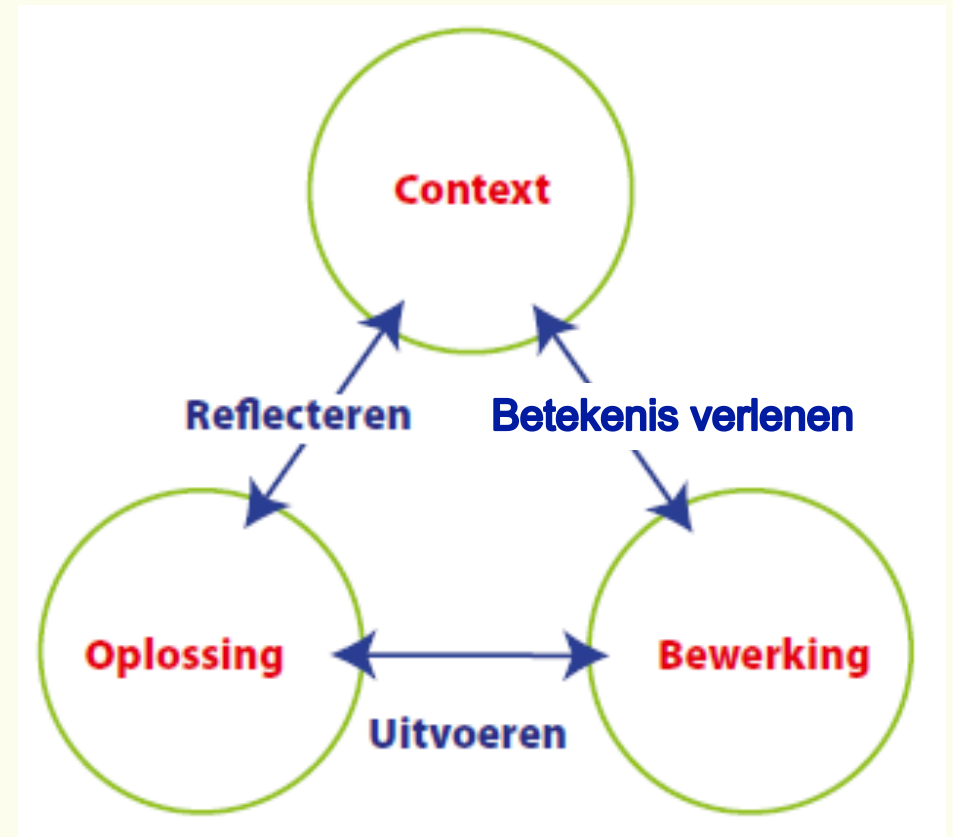 Context
Reflecteren
Betekenis verlenen
Oplossing
Bewerking
Uitvoeren